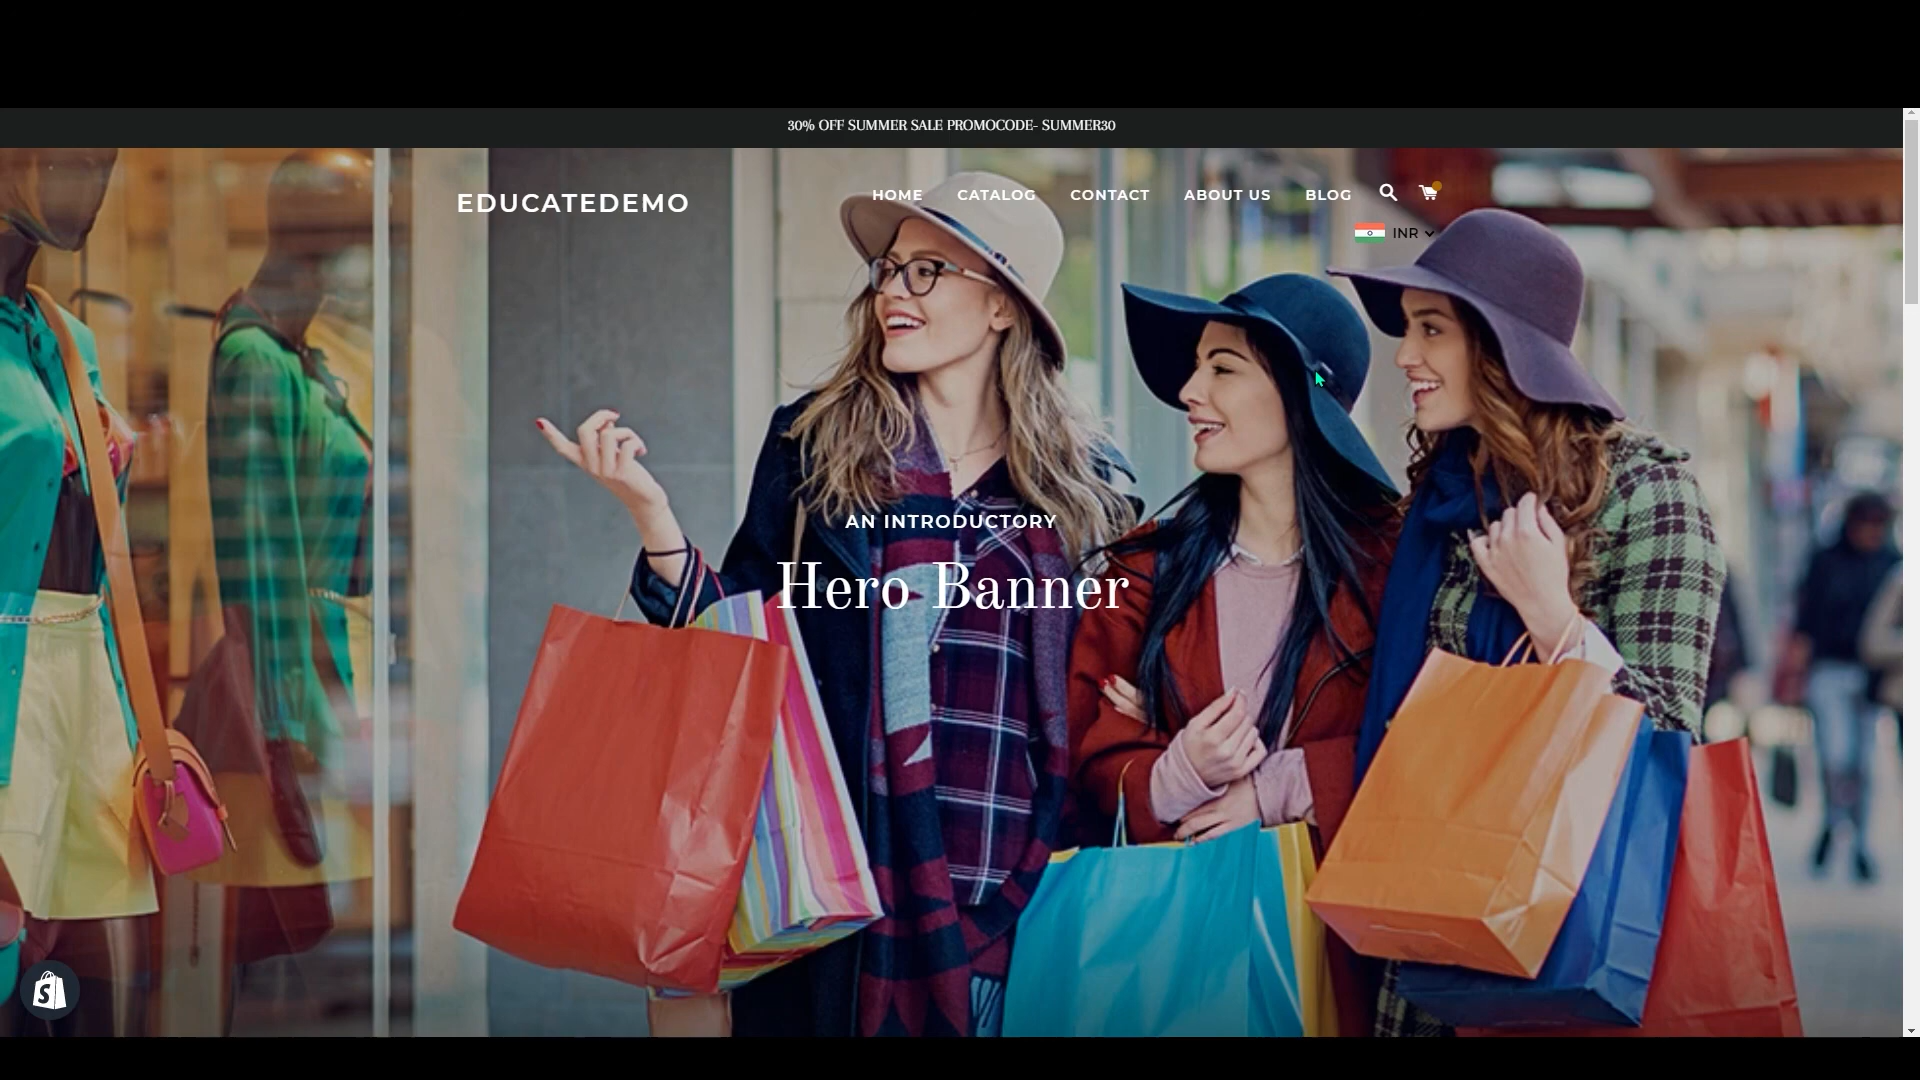 30% OFF SUMMER SALE PROMOCODE- SUMMER30
EDUCATEDEMO
HOME CATALOG CONTACT ABOUT US BLOG
INR
AN INTRODUCTORY
Hero Banner